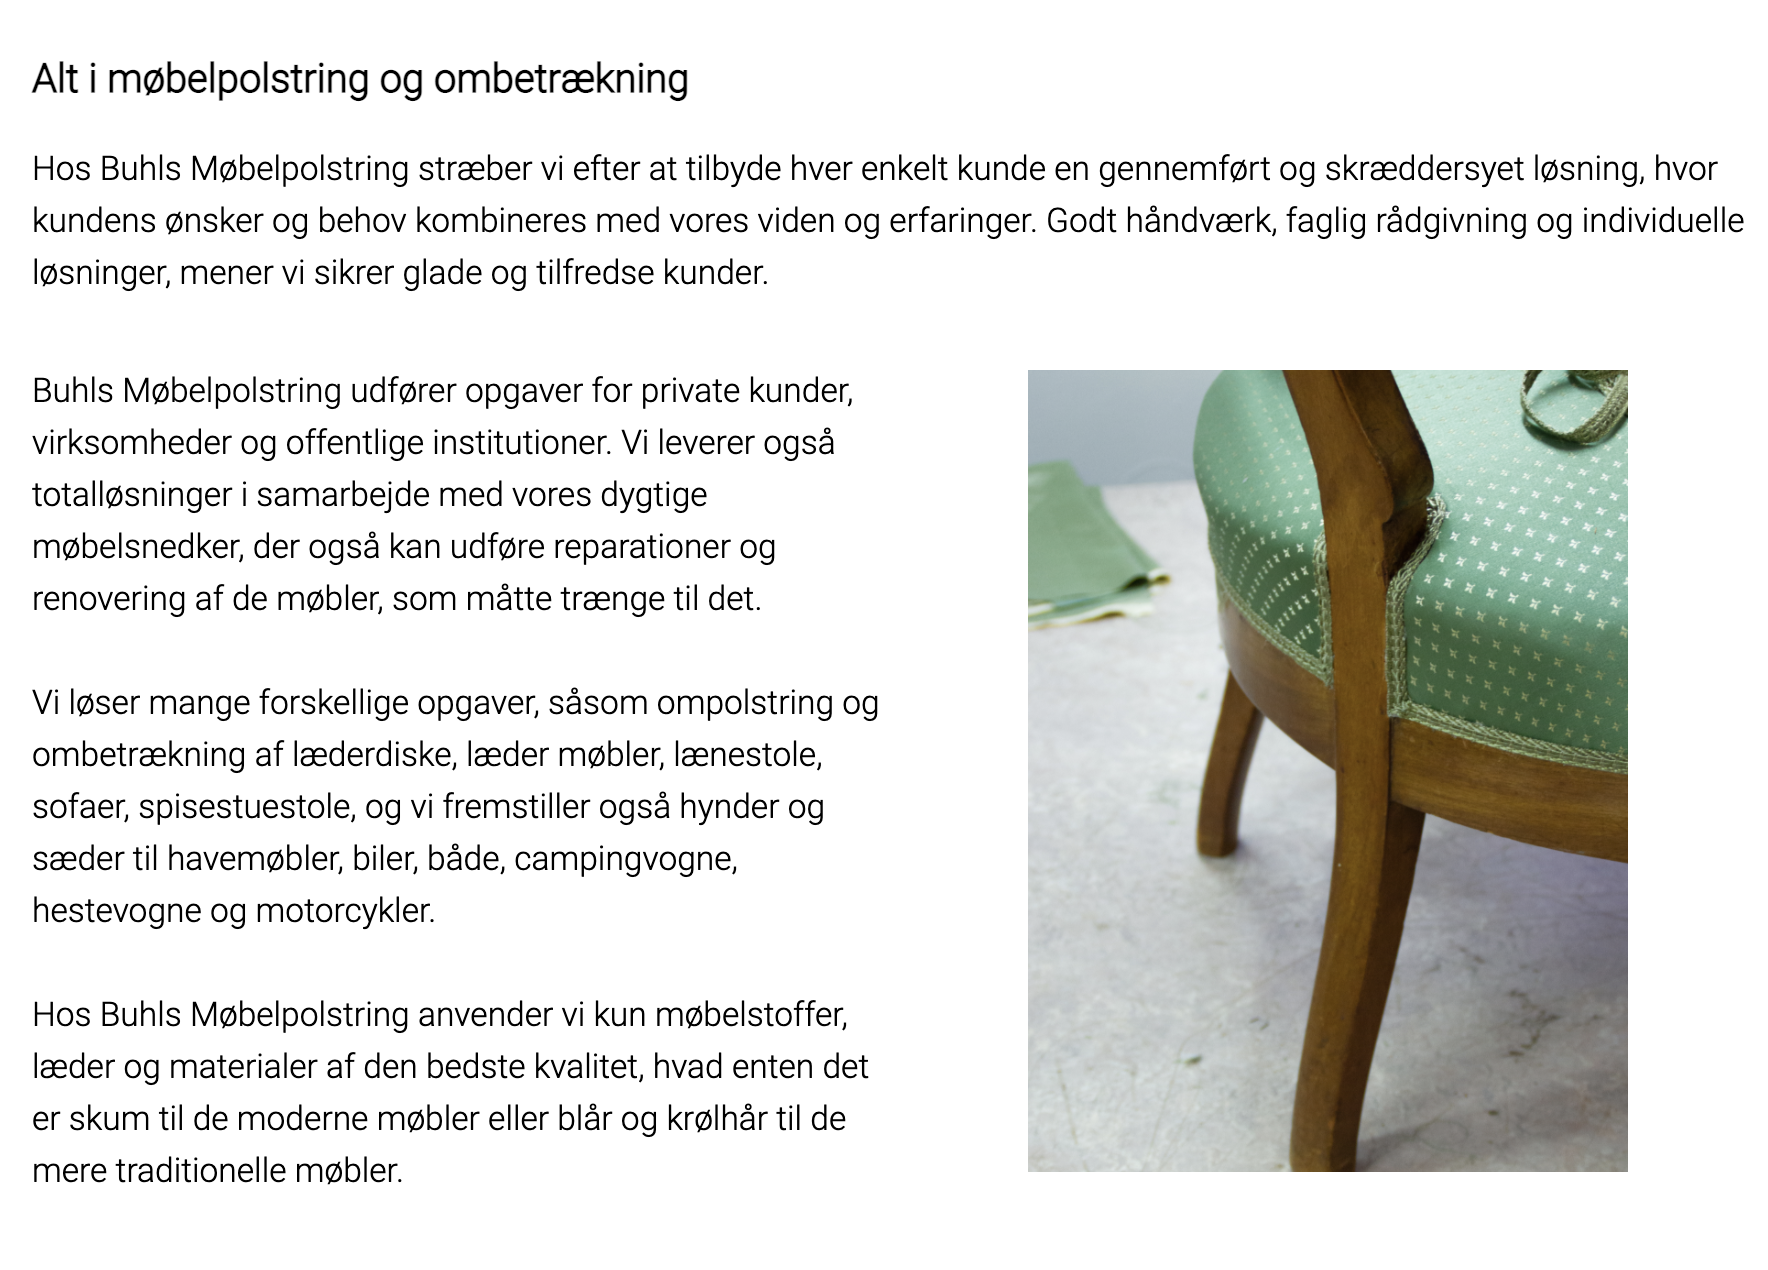 Alt i møbelpolstring og ombetrækning
Hos Buhls Møbelpolstring stræber vi efter at tilbyde hver enkelt kunde en gennemført og skræddersyet løsning, hvor
kundens ønsker og behov kombineres med vores viden og erfaringer. Godt håndværk, faglig rådgivning og individuelle
løsninger, mener vi sikrer glade og tilfredse kunder.
Buhls Møbelpolstring udfører opgaver for private kunder,
virksomheder og offentlige institutioner. Vi leverer også
totalløsninger i samarbejde med vores dygtige
møbelsnedker, der også kan udføre reparationer og
renovering af de møbler, som måtte trænge til det.
Vi løser mange forskellige opgaver, såsom ompolstring og
ombetrækning af læderdiske, læder møbler, lænestole,
sofaer, spisestuestole, og vi fremstiller også hynder og
sæder til havemøbler, biler, både, campingvogne,
hestevogne og motorcykler.
Hos Buhls Møbelpolstring anvender vi kun møbelstoffer,
læder og materialer af den bedste kvalitet, hvad enten det
er skum til de moderne møbler eller blår og krølhår til de
mere traditionelle møbler.